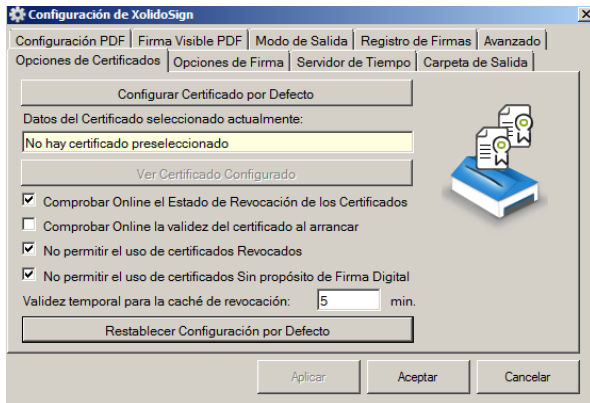 Configuración de XolidoSign
Configuración PDF Firma Visible PDF Modo de Salida Registro de Firmas Avanzado
Opciones de Certificados Opciones de Firma Servidor de Tiempo Carpeta de Salida
Configurar Certificado por Defecto
Datos del Certificado seleccionado actualmente:
No hay certificado preseleccionado
Ver Certificado Configurado
Comprobar Online el Estado de Revocación de los Certificados
Comprobar Online la validez del certificado al arrancar
No permitir el uso de certificados Revocados
No permitir el uso de certificados Sin propósito de Firma Digital
Validez temporal para la caché de revocación: 5 min.
Restablecer Configuración por Defecto
Aplicar Aceptar Cancelar